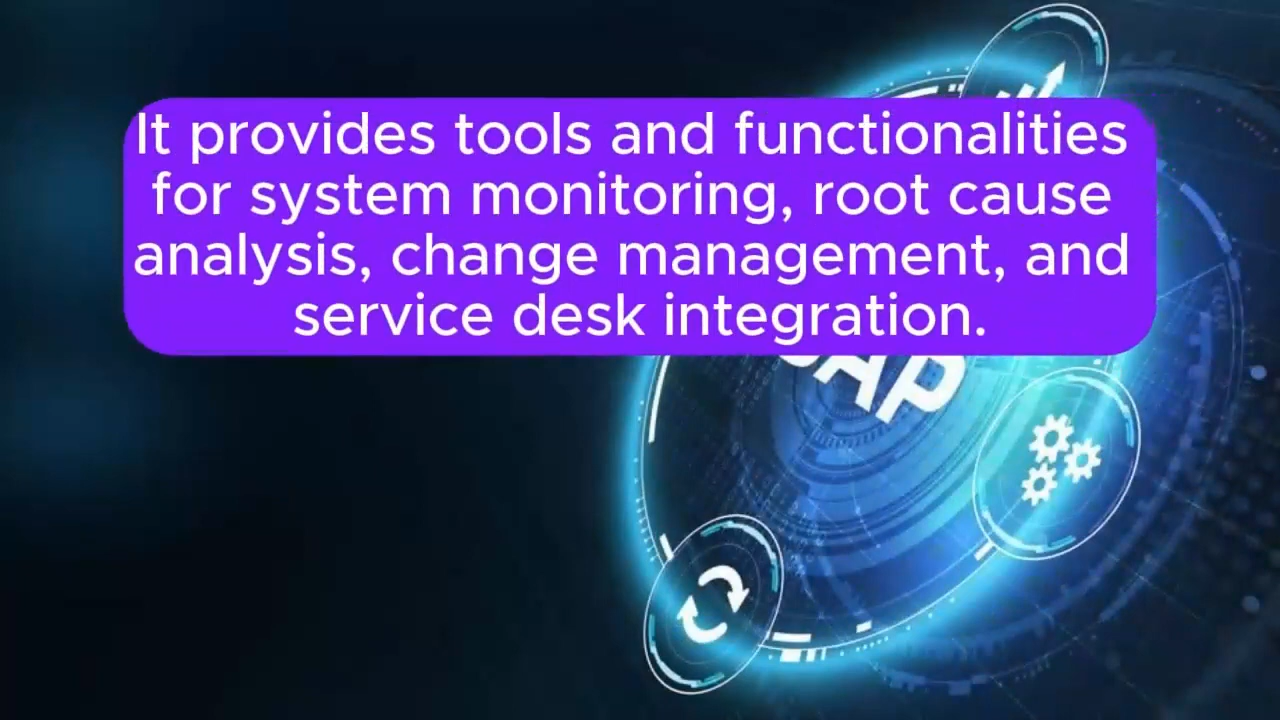 It provides tools and functionalities
for system monitoring, root cause
analysis, change management, and
service desk integration.